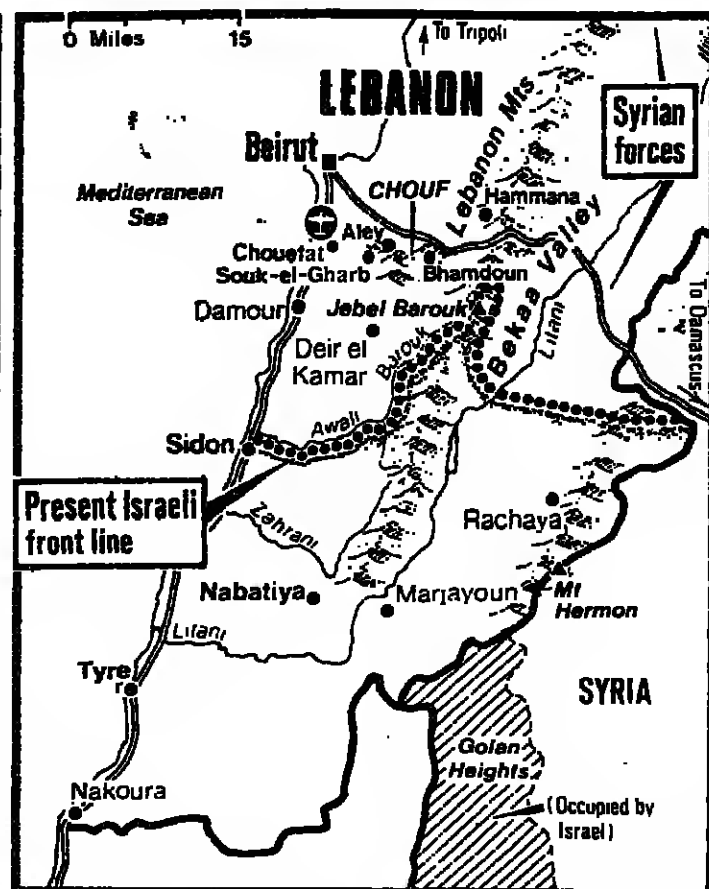 0 Miles 15
To Tripoli
LEBANON
Lebanon Mts
Syrian
forces
Beirut
CHOUF
Hammana
Mediterranean
Sea
Aley
Chouefat
Souk-el-Gharb
Bhamdoun
Bekaa Valley
Damour
Jebel Barouk
Litani
To Damascus
Deir el
Kamar
Barouk
Awali
Sidon
Present Israeli
front line
Zahrani
Rachaya
Nabatiya
Marjayoun
Mt
Hermon
Litani
Tyre
SYRIA
Golan
Heights
Nakoura
(Occupied by
Israel)